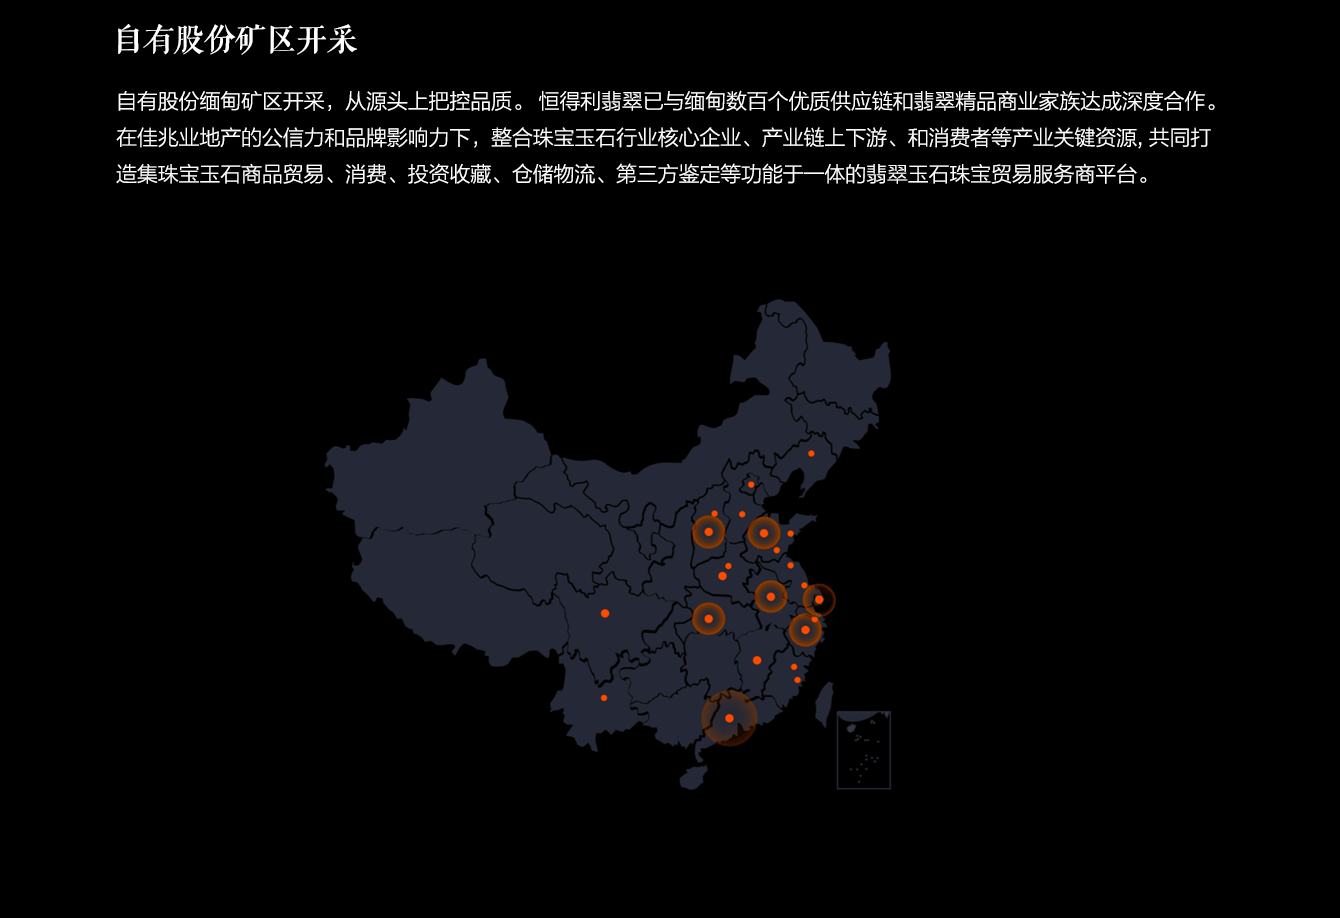 自有股份矿区开采
自有股份缅甸矿区开采，从源头上把控品质。 恒得利翡翠已与缅甸数百个优质供应链和翡翠精品商业家族达成深度合作。
在佳兆业地产的公信力和品牌影响力下，整合珠宝玉石行业核心企业、产业链上下游、和消费者等产业关键资源, 共同打
造集珠宝玉石商品贸易、消费、投资收藏、仓储物流、第三方鉴定等功能于一体的翡翠玉石珠宝贸易服务商平台。